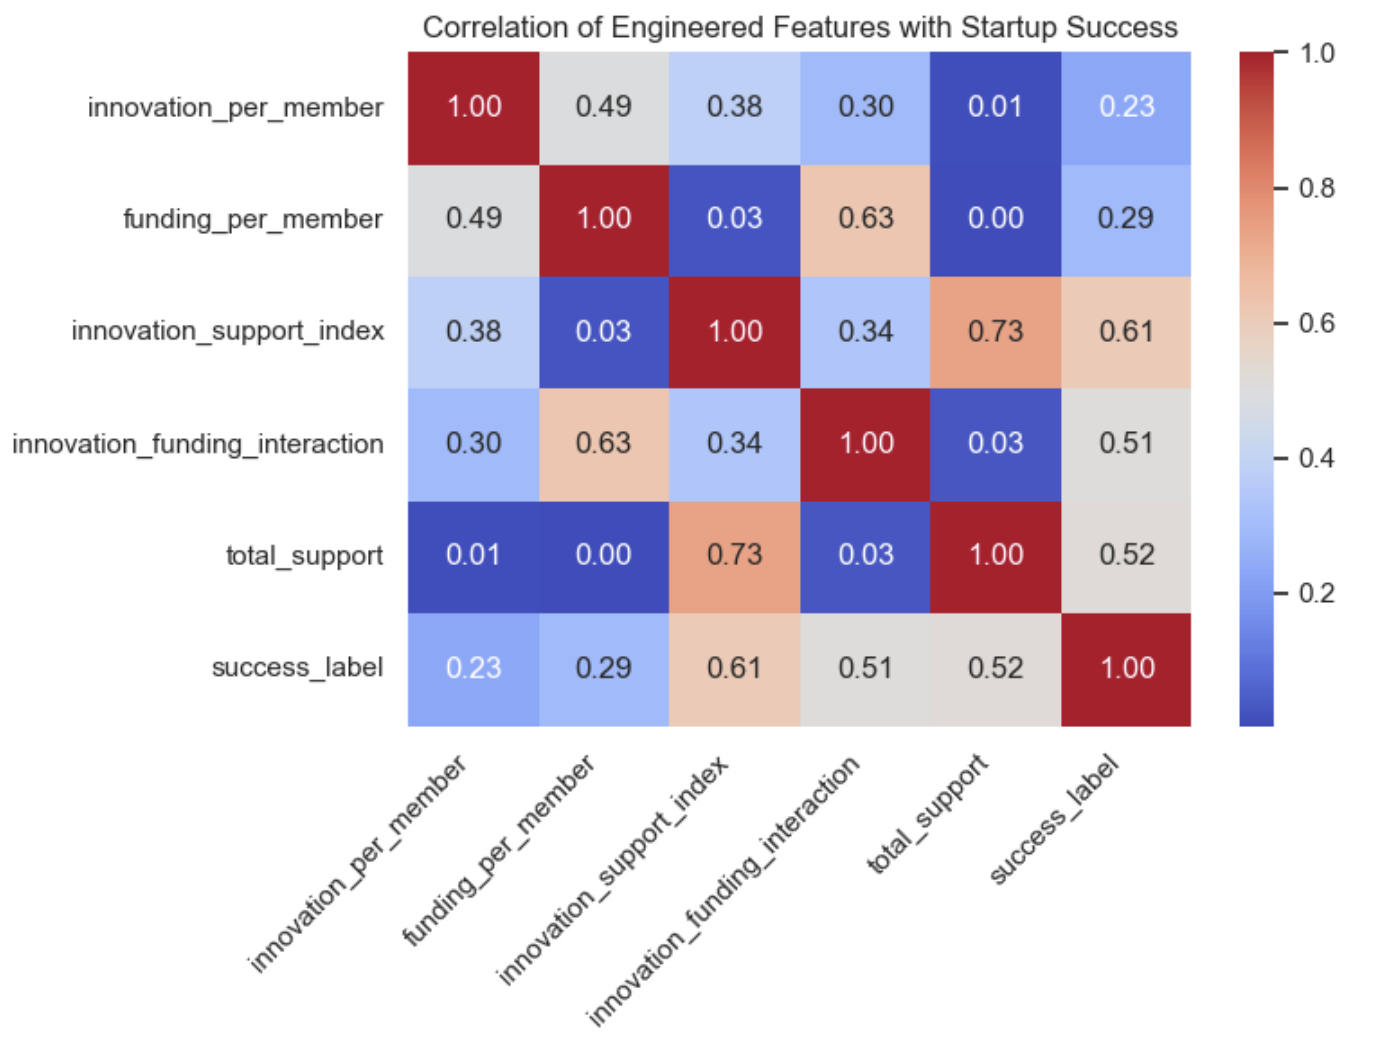 Correlation of Engineered Features with Startup Success
innovation_per_member 1.00 0.49 0.38 0.30 0.01 0.23
funding_per_member 0.49 1.00 0.03 0.63 0.00 0.29
innovation_support_index 0.38 0.03 1.00 0.34 0.73 0.61
innovation_funding_interaction 0.30 0.63 0.34 1.00 0.03 0.51
total_support 0.01 0.00 0.73 0.03 1.00 0.52
success_label 0.23 0.29 0.61 0.51 0.52 1.00
innovation_per_member
funding_per_member
innovation_support_index
innovation_funding_interaction
total_support
success_label
1.0
0.8
0.6
0.4
0.2